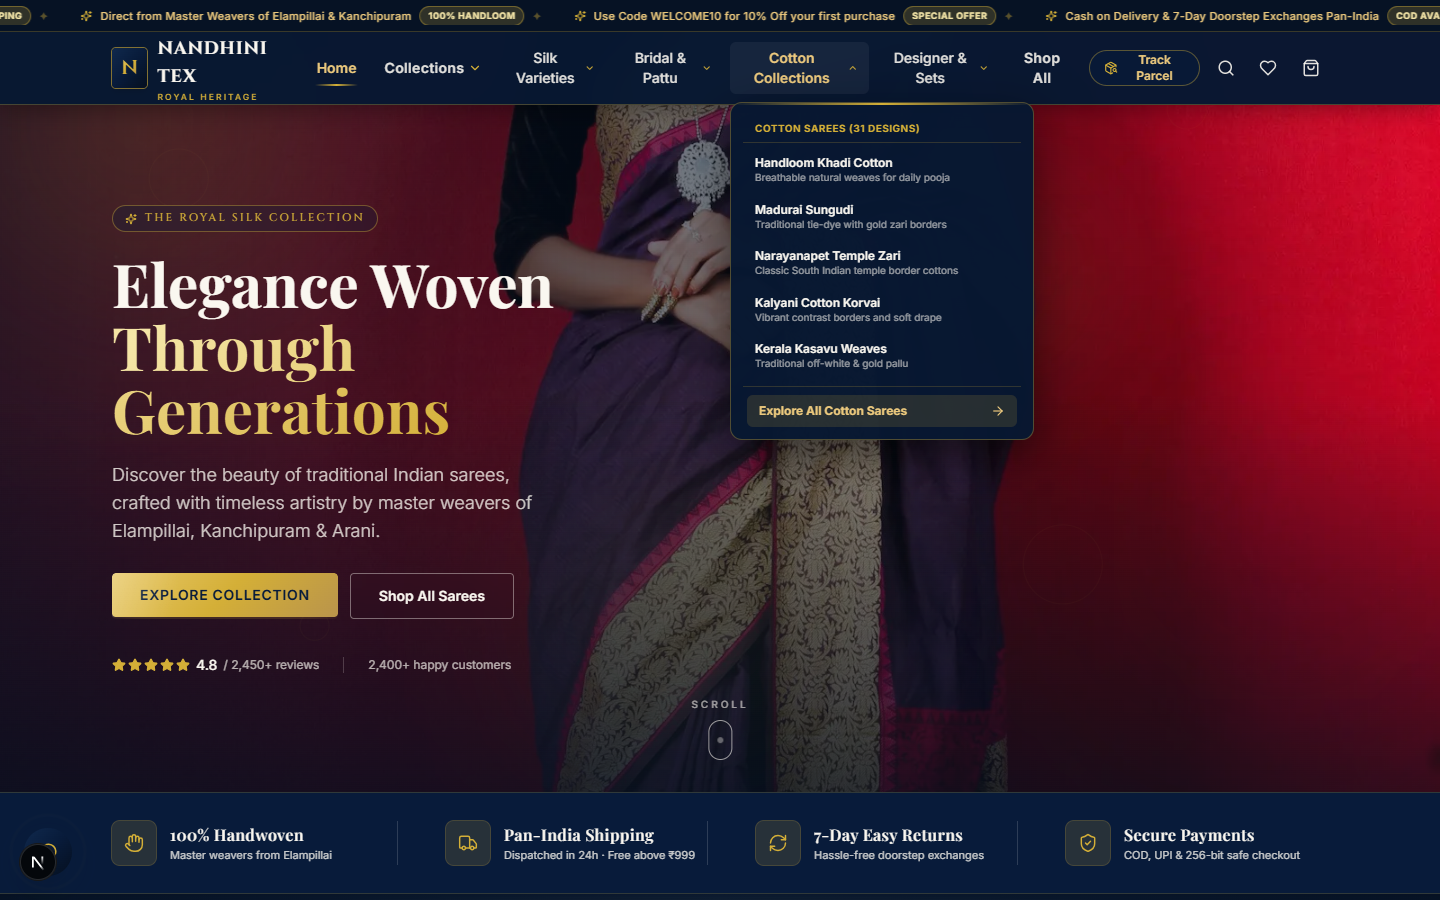 PING
Direct from Master Weavers of Elampillai & Kanchipuram 100% HANDLOOM
Use Code WELCOME10 for 10% Off your first purchase SPECIAL OFFER
Cash on Delivery & 7-Day Doorstep Exchanges Pan-India COD AVA
N
NANDHINI
TEX
ROYAL HERITAGE
Home
Collections
Silk
Varieties
Bridal &
Pattu
Cotton
Collections
Designer &
Sets
Shop
All
Track
Parcel
COTTON SAREES (31 DESIGNS)
Handloom Khadi Cotton
Breathable natural weaves for daily pooja
Madurai Sungudi
Traditional tie-dye with gold zari borders
Narayanapet Temple Zari
Classic South Indian temple border cottons
Kalyani Cotton Korvai
Vibrant contrast borders and soft drape
Kerala Kasavu Weaves
Traditional off-white & gold pallu
Explore All Cotton Sarees
THE ROYAL SILK COLLECTION
Elegance Woven
Through
Generations
Discover the beauty of traditional Indian sarees,
crafted with timeless artistry by master weavers of
Elampillai, Kanchipuram & Arani.
EXPLORE COLLECTION
Shop All Sarees
4.8 / 2,450+ reviews
2,400+ happy customers
SCROLL
100% Handwoven
Master weavers from Elampillai
Pan-India Shipping
Dispatched in 24h · Free above ₹999
7-Day Easy Returns
Hassle-free doorstep exchanges
Secure Payments
COD, UPI & 256-bit safe checkout
N